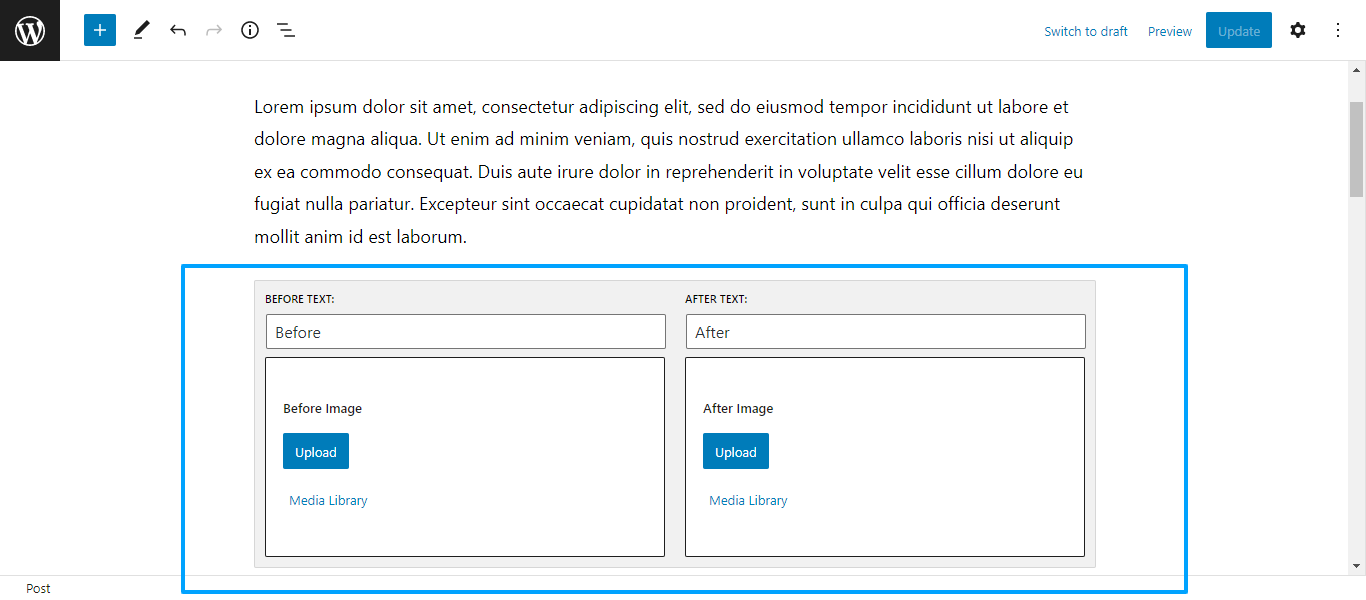 Switch to draft Preview Update
Lorem ipsum dolor sit amet, consectetur adipiscing elit, sed do eiusmod tempor incididunt ut labore et
dolore magna aliqua. Ut enim ad minim veniam, quis nostrud exercitation ullamco laboris nisi ut aliquip
ex ea commodo consequat. Duis aute irure dolor in reprehenderit in voluptate velit esse cillum dolore eu
fugiat nulla pariatur. Excepteur sint occaecat cupidatat non proident, sunt in culpa qui officia deserunt
mollit anim id est laborum.
BEFORE TEXT:
Before
Before Image
Upload
Media Library
AFTER TEXT:
After
After Image
Upload
Media Library
Post